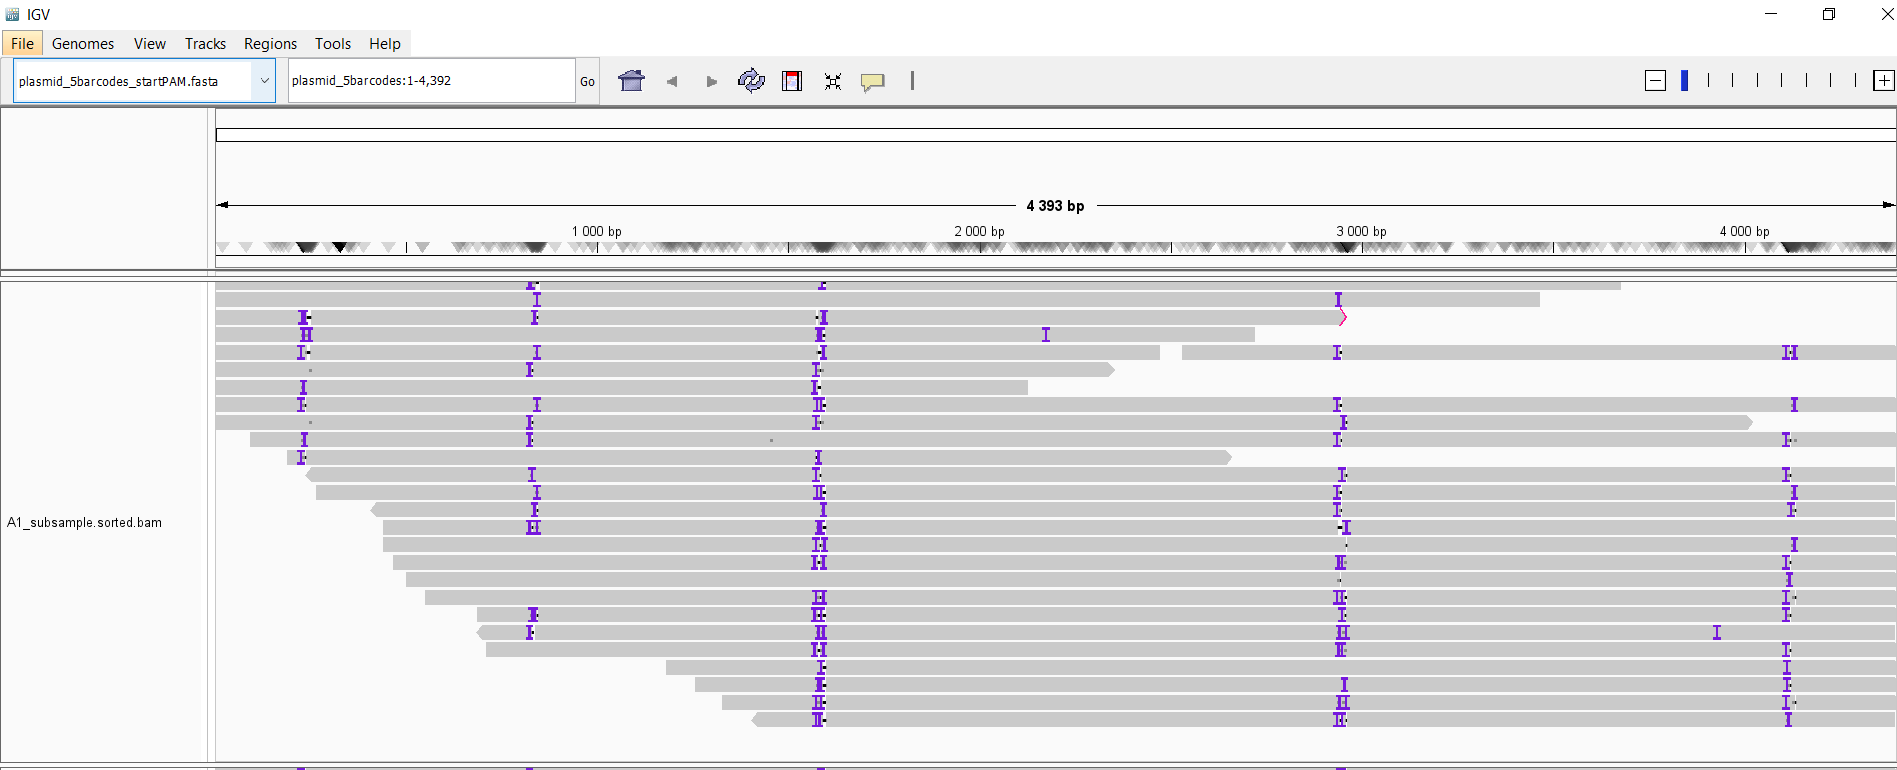 IGV
File Genomes View Tracks Regions Tools Help
plasmid_5barcodes_startPAM.fasta plasmid_5barcodes:1-4,392 Go
4 393 bp
1 000 bp 2 000 bp 3 000 bp 4 000 bp
A1_subsample.sorted.bam